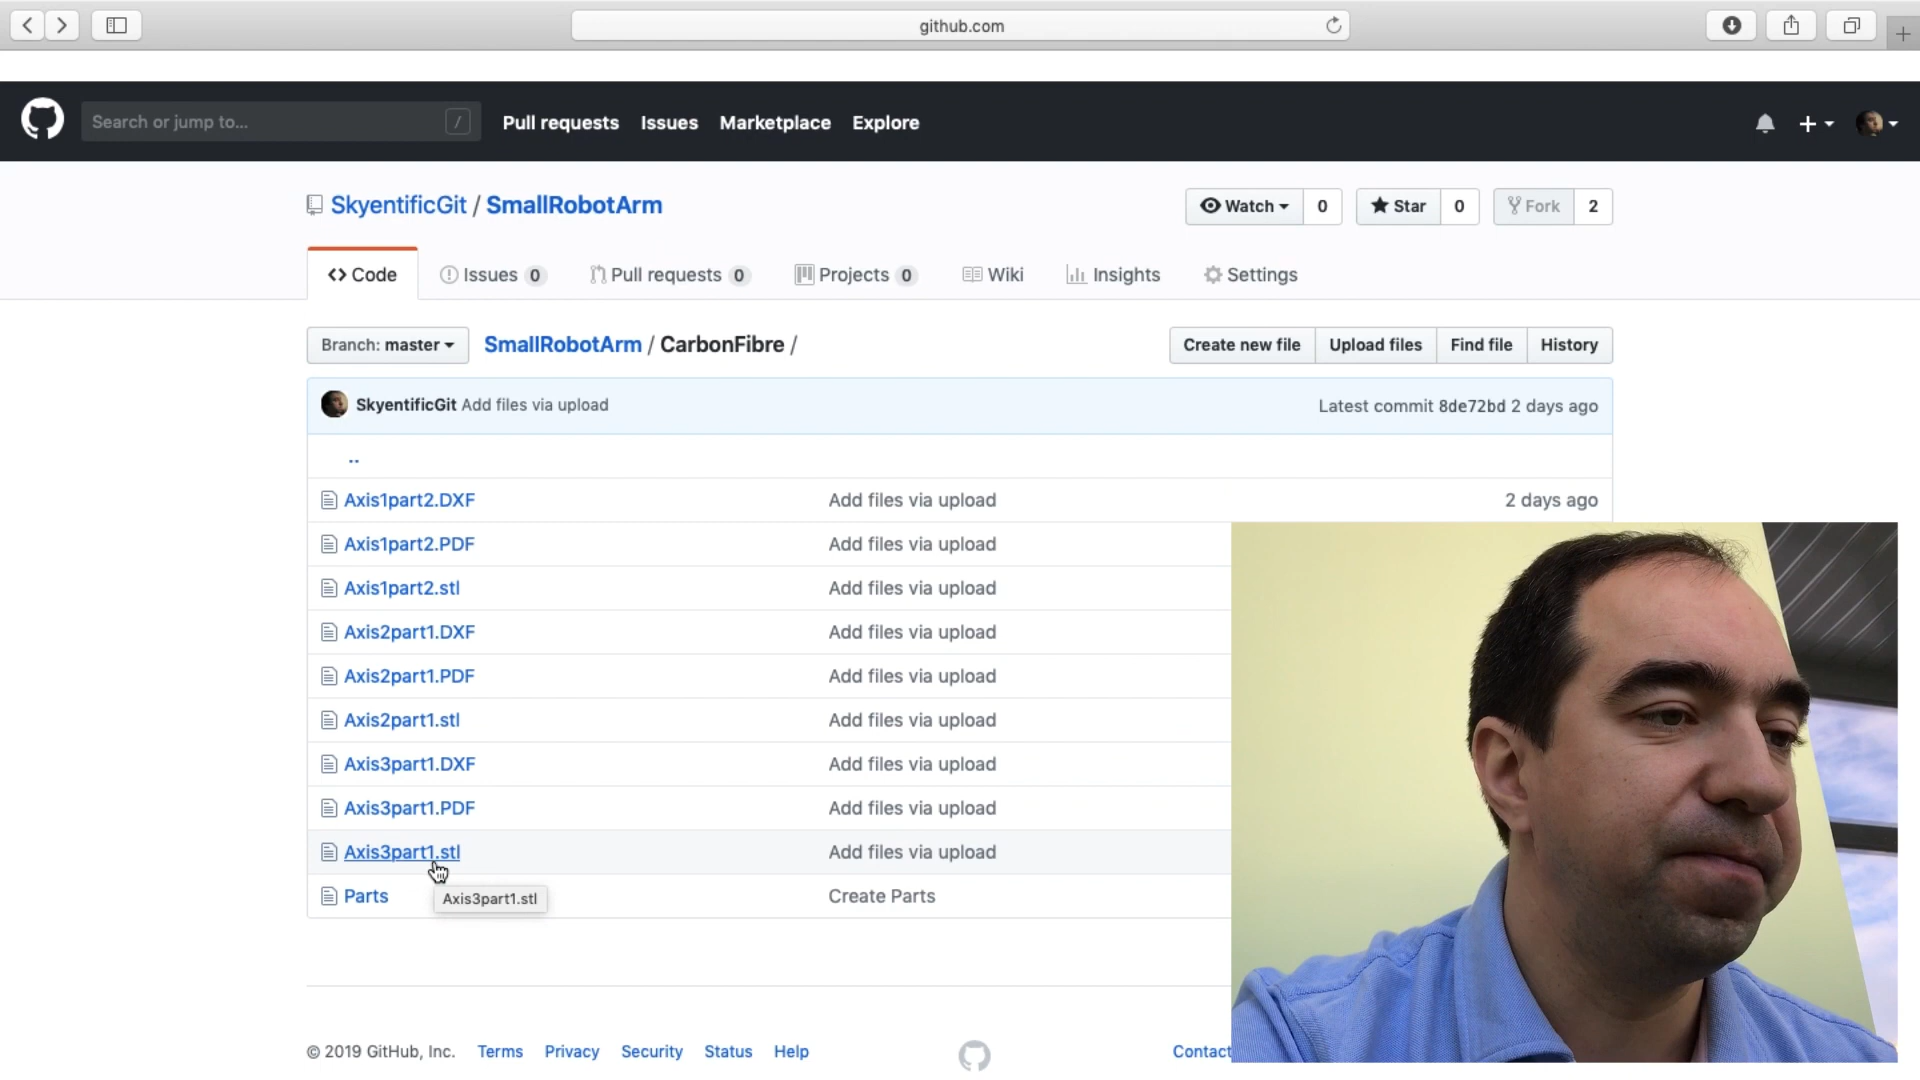 github.com
Search or jump to... /
Pull requests Issues Marketplace Explore
SkyentificGit / SmallRobotArm
Watch 0 Star 0 Fork 2
Code Issues 0 Pull requests 0 Projects 0 Wiki Insights Settings
Branch: master SmallRobotArm / CarbonFibre /
Create new file Upload files Find file History
SkyentificGit Add files via upload Latest commit 8de72bd 2 days ago
..
Axis1part2.DXF Add files via upload 2 days ago
Axis1part2.PDF Add files via upload
Axis1part2.stl Add files via upload
Axis2part1.DXF Add files via upload
Axis2part1.PDF Add files via upload
Axis2part1.stl Add files via upload
Axis3part1.DXF Add files via upload
Axis3part1.PDF Add files via upload
Axis3part1.stl Add files via upload
Parts Create Parts
Axis3part1.stl
© 2019 GitHub, Inc. Terms Privacy Security Status Help Contact